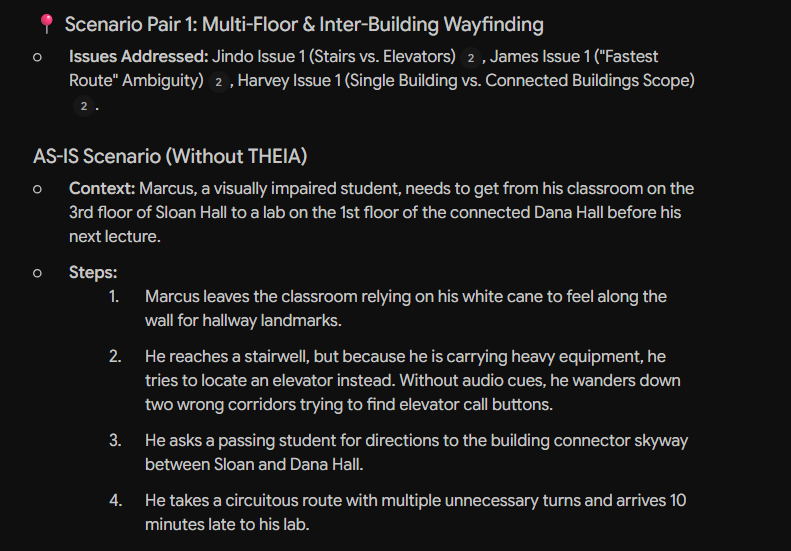 📍 Scenario Pair 1: Multi-Floor & Inter-Building Wayfinding
Issues Addressed: Jindo Issue 1 (Stairs vs. Elevators) 2 , James Issue 1 ("Fastest
Route" Ambiguity) 2 , Harvey Issue 1 (Single Building vs. Connected Buildings Scope)
2 .
AS-IS Scenario (Without THEIA)
Context: Marcus, a visually impaired student, needs to get from his classroom on the
3rd floor of Sloan Hall to a lab on the 1st floor of the connected Dana Hall before his
next lecture.
Steps:
1. Marcus leaves the classroom relying on his white cane to feel along the
wall for hallway landmarks.
2. He reaches a stairwell, but because he is carrying heavy equipment, he
tries to locate an elevator instead. Without audio cues, he wanders down
two wrong corridors trying to find elevator call buttons.
3. He asks a passing student for directions to the building connector skyway
between Sloan and Dana Hall.
4. He takes a circuitous route with multiple unnecessary turns and arrives 10
minutes late to his lab.